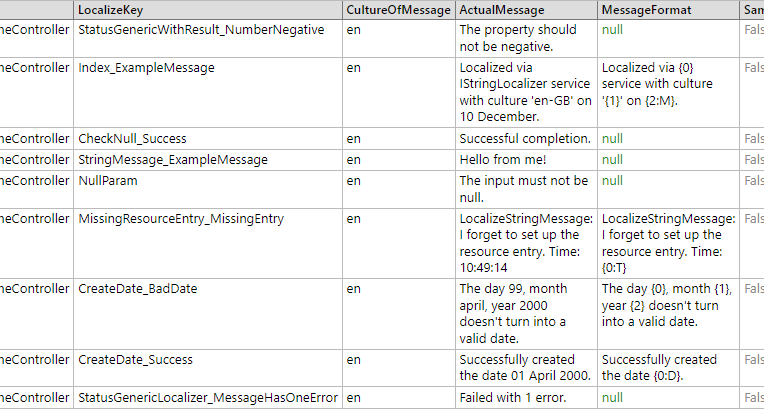 LocalizeKey CultureOfMessage ActualMessage MessageFormat Sam
neController StatusGenericWithResult_NumberNegative en The property should null Fals
not be negative.
neController Index_ExampleMessage en Localized via Localized via {0} Fals
IStringLocalizer service service with culture
with culture 'en-GB' on '{1}' on {2:M}.
10 December.
neController CheckNull_Success en Successful completion. null Fals
neController StringMessage_ExampleMessage en Hello from me! null Fals
neController NullParam en The input must not be null Fals
null.
neController MissingResourceEntry_MissingEntry en LocalizeStringMessage: LocalizeStringMessage: Fals
I forget to set up the I forget to set up the
resource entry. Time: resource entry. Time:
10:49:14 {0:T}
neController CreateDate_BadDate en The day 99, month The day {0}, month {1}, Fals
april, year 2000 year {2} doesn't turn
doesn't turn into a into a valid date.
valid date.
neController CreateDate_Success en Successfully created Successfully created Fals
the date 01 April 2000. the date {0:D}.
neController StatusGenericLocalizer_MessageHasOneError en Failed with 1 error. null Fals